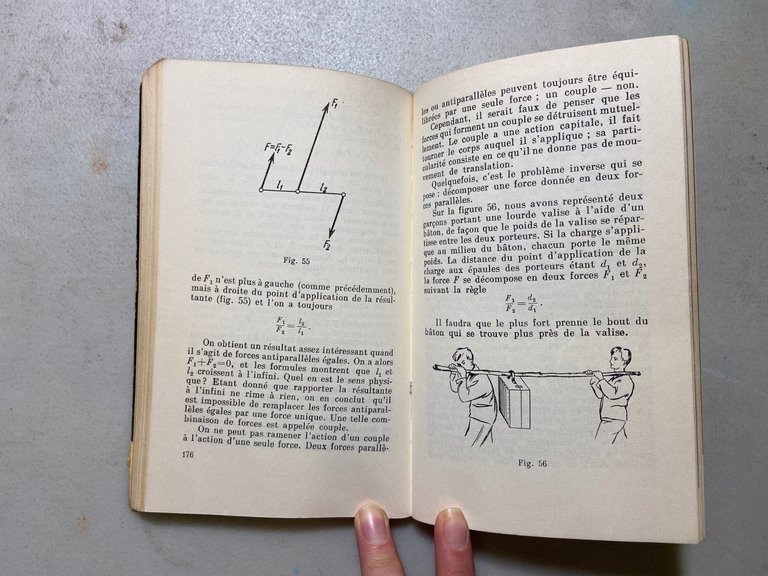 F₁
F=F₁-F₂
l₁
l₂
F₂
Fig. 55
de F₁ n'est plus à gauche (comme précédemment),
mais à droite du point d'application de la résul-
tante (fig. 55) et l'on a toujours
F₁/F₂ = l₂/l₁ .
On obtient un résultat assez intéressant quand
il s'agit de forces antiparallèles égales. On a alors
F₁+F₂=0, et les formules montrent que l₁ et
l₂ croissent à l'infini. Quel en est le sens physi-
que? Etant donné que rapporter la résultante
à l'infini ne rime à rien, on en conclut qu'il
est impossible de remplacer les forces antiparal-
lèles égales par une force unique. Une telle com-
binaison de forces est appelée couple.
On ne peut pas ramener l'action d'un couple
à l'action d'une seule force. Deux forces parallè-
176
les ou antiparallèles peuvent toujours être équi-
librées par une seule force ; un couple — non.
Cependant, il serait faux de penser que les
forces qui forment un couple se détruisent mutuel-
lement. Le couple a une action capitale, il fait
tourner le corps auquel il s'applique ; sa parti-
cularité consiste en ce qu'il ne donne pas de mou-
vement de translation.
Quelquefois, c'est le problème inverse qui se
pose : décomposer une force donnée en deux for-
ces parallèles.
Sur la figure 56, nous avons représenté deux
garçons portant une lourde valise à l'aide d'un
bâton, de façon que le poids de la valise se répar-
tisse entre les deux porteurs. Si la charge s'appli-
que au milieu du bâton, chacun porte le même
poids. La distance du point d'application de la
charge aux épaules des porteurs étant d₁ et d₂,
la force F se décompose en deux forces F₁ et F₂
suivant la règle
F₁/F₂ = d₂/d₁ .
Il faudra que le plus fort prenne le bout du
bâton qui se trouve plus près de la valise.
Fig. 56